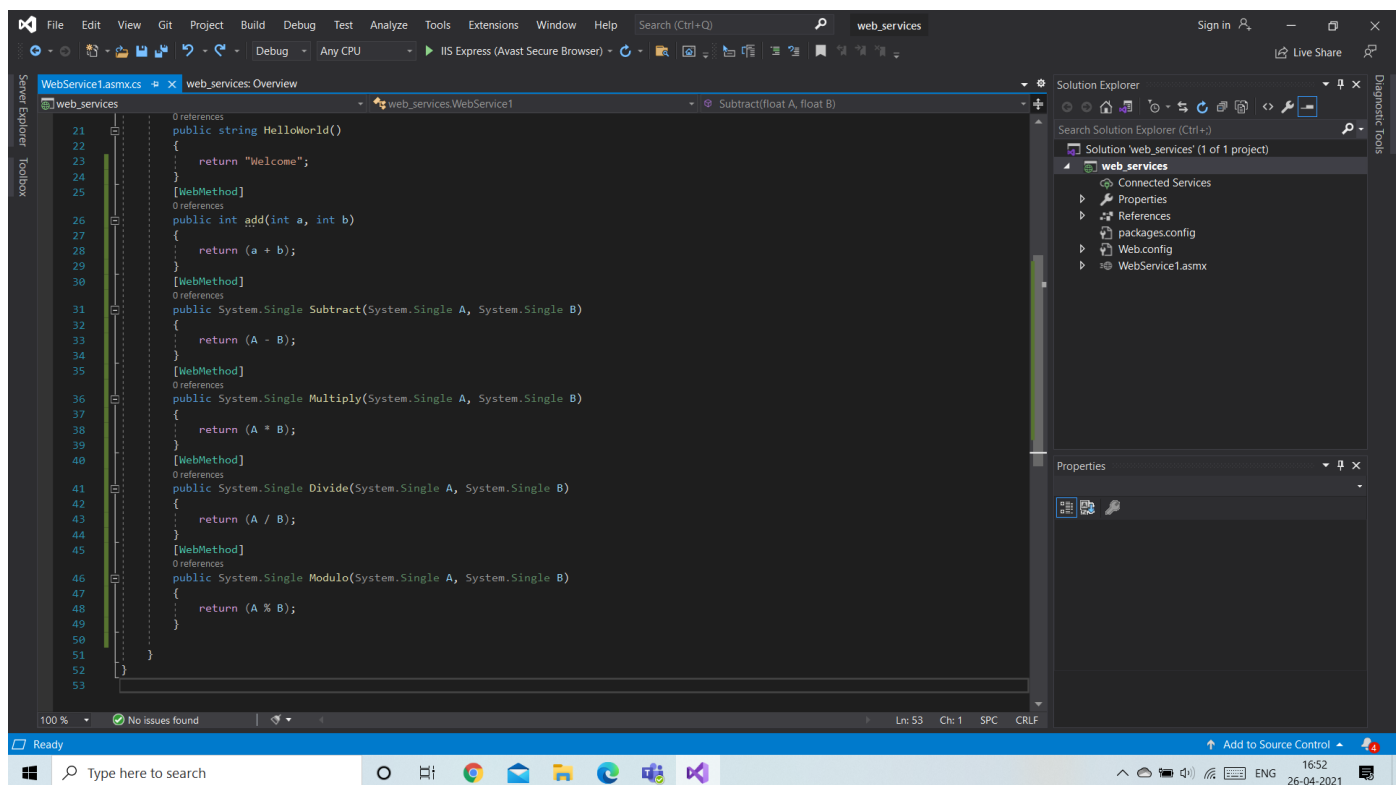 File Edit View Git Project Build Debug Test Analyze Tools Extensions Window Help Search (Ctrl+Q) web_services Sign in
Debug Any CPU IIS Express (Avast Secure Browser) Live Share
Server Explorer
Toolbox
WebService1.asmx.cs web_services: Overview
web_services web_services.WebService1 Subtract(float A, float B)
0 references
21 public string HelloWorld()
22 {
23 return "Welcome";
24 }
25 [WebMethod]
0 references
26 public int add(int a, int b)
27 {
28 return (a + b);
29 }
30 [WebMethod]
0 references
31 public System.Single Subtract(System.Single A, System.Single B)
32 {
33 return (A - B);
34 }
35 [WebMethod]
0 references
36 public System.Single Multiply(System.Single A, System.Single B)
37 {
38 return (A * B);
39 }
40 [WebMethod]
0 references
41 public System.Single Divide(System.Single A, System.Single B)
42 {
43 return (A / B);
44 }
45 [WebMethod]
0 references
46 public System.Single Modulo(System.Single A, System.Single B)
47 {
48 return (A % B);
49 }
50
51 }
52 }
53
100 % No issues found Ln: 53 Ch: 1 SPC CRLF
Solution Explorer
Search Solution Explorer (Ctrl+;)
Solution 'web_services' (1 of 1 project)
web_services
Connected Services
Properties
References
packages.config
Web.config
WebService1.asmx
Properties
Diagnostic Tools
Ready Add to Source Control 4
Type here to search ENG 16:52
26-04-2021